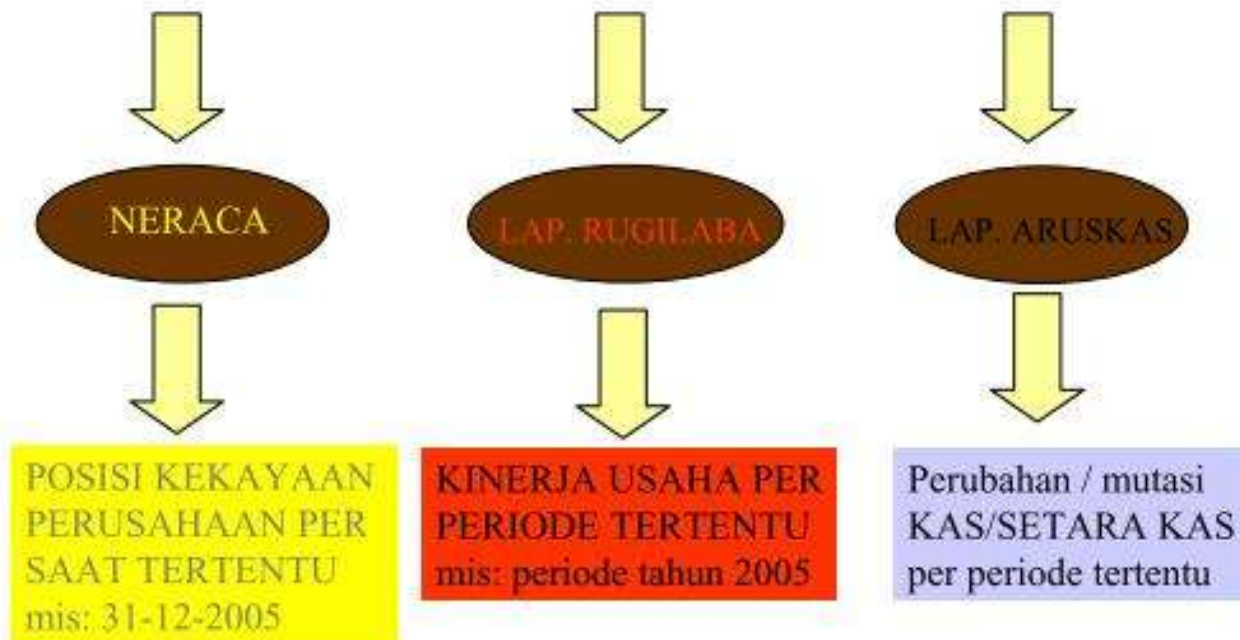 NERACA
LAP. RUGILABA
LAP. ARUSKAS
POSISI KEKAYAAN
PERUSAHAAN PER
SAAT TERTENTU
mis: 31-12-2005
KINERJA USAHA PER
PERIODE TERTENTU
mis: periode tahun 2005
Perubahan / mutasi
KAS/SETARA KAS
per periode tertentu